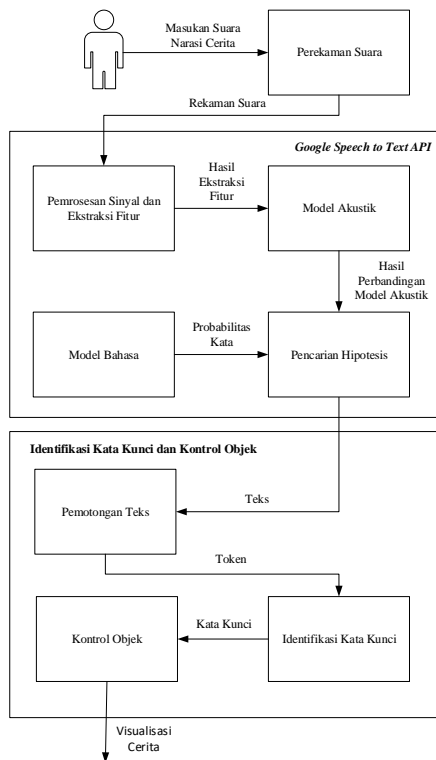 Masukan Suara
Narasi Cerita
Perekaman Suara
Rekaman Suara
Google Speech to Text API
Hasil
Ekstraksi
Fitur
Pemrosesan Sinyal dan
Ekstraksi Fitur
Model Akustik
Hasil
Perbandingan
Model Akustik
Probabilitas
Kata
Model Bahasa
Pencarian Hipotesis
Identifikasi Kata Kunci dan Kontrol Objek
Teks
Pemotongan Teks
Token
Kata Kunci
Kontrol Objek
Identifikasi Kata Kunci
Visualisasi
Cerita